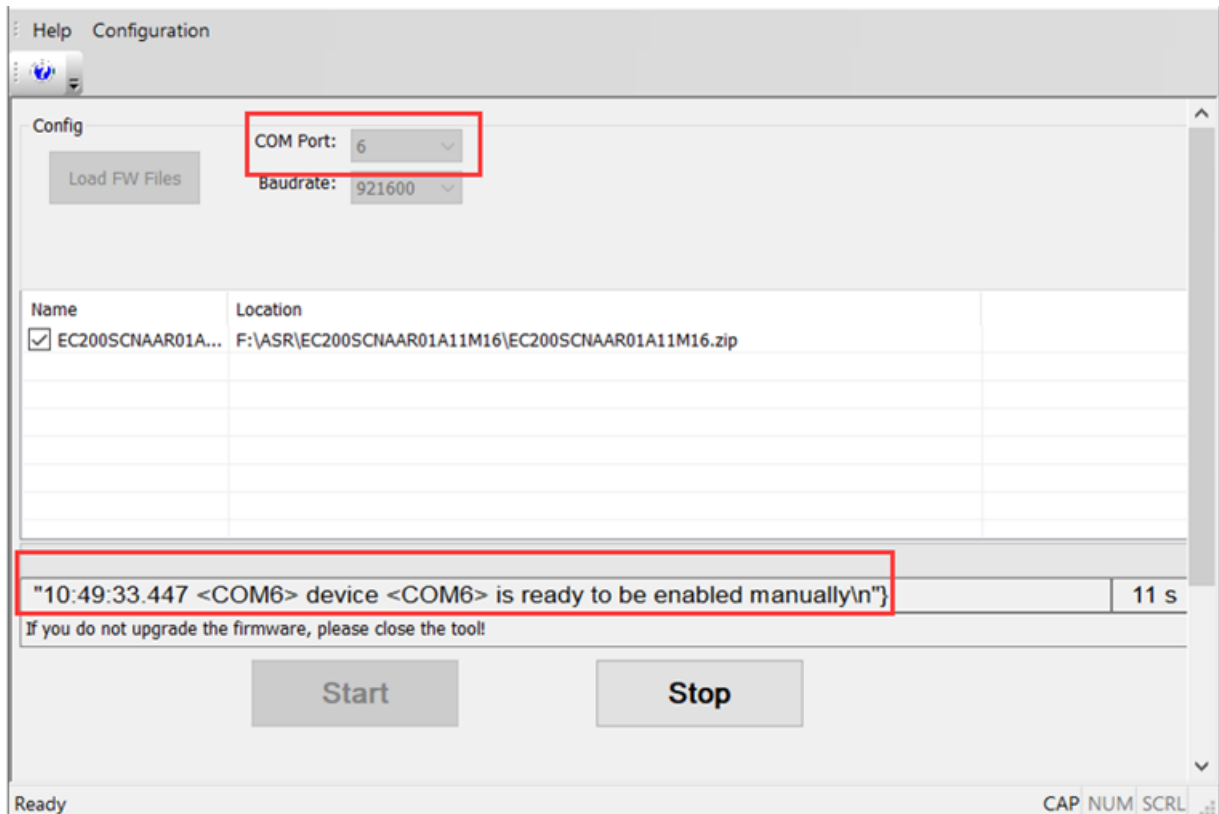 Help Configuration
Config
COM Port: 6
Load FW Files
Baudrate: 921600
Name Location
EC200SCNAAR01A... F:\ASR\EC200SCNAAR01A11M16\EC200SCNAAR01A11M16.zip
"10:49:33.447 <COM6> device <COM6> is ready to be enabled manually\n"} 11 s
If you do not upgrade the firmware, please close the tool!
Start Stop
Ready CAP NUM SCRL